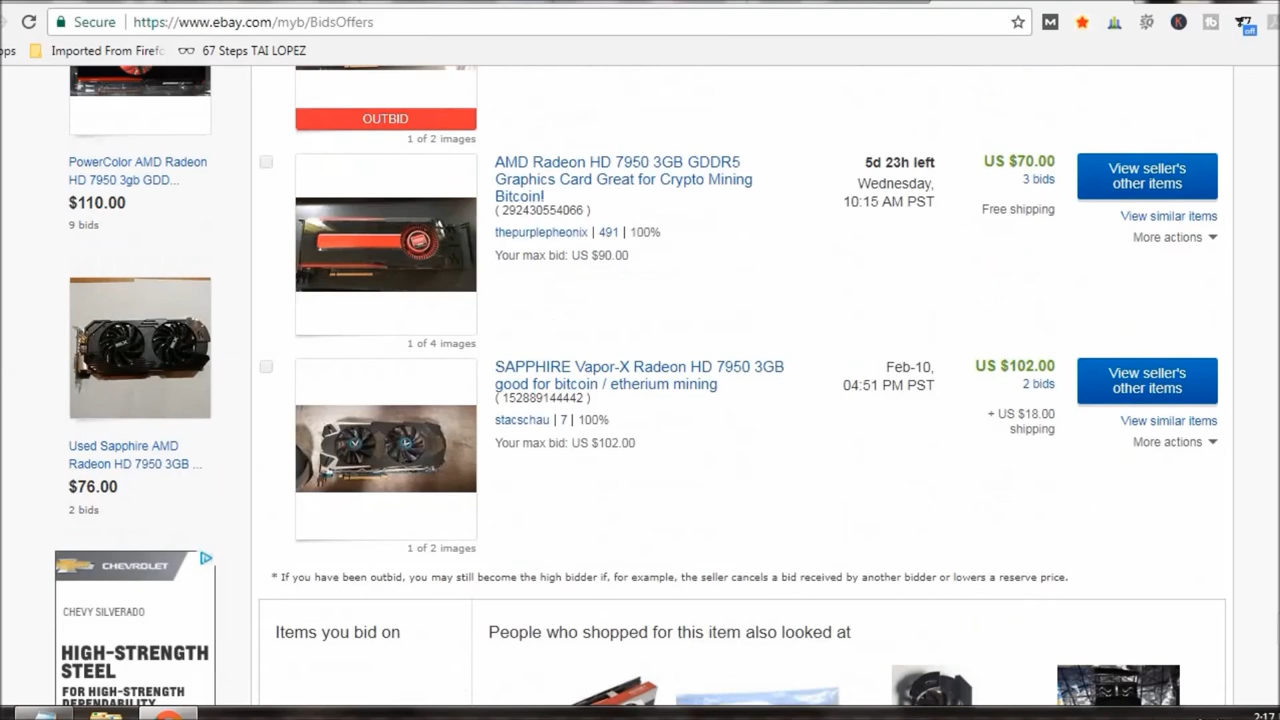 Secure
https://www.ebay.com/myb/BidsOffers
ops
Imported From Firefo
67 Steps TAI LOPEZ
PowerColor AMD Radeon
HD 7950 3gb GDD...
$110.00
9 bids
Used Sapphire AMD
Radeon HD 7950 3GB ...
$76.00
2 bids
CHEVROLET
CHEVY SILVERADO
HIGH-STRENGTH
STEEL
FOR HIGH-STRENGTH
DEPENDABILITY
OUTBID
1 of 2 images
AMD Radeon HD 7950 3GB GDDR5
Graphics Card Great for Crypto Mining
Bitcoin!
( 292430554066 )
thepurplepheonix | 491 | 100%
Your max bid: US $90.00
5d 23h left
Wednesday,
10:15 AM PST
US $70.00
3 bids
Free shipping
View seller's
other items
View similar items
More actions
1 of 4 images
SAPPHIRE Vapor-X Radeon HD 7950 3GB
good for bitcoin / etherium mining
( 152889144442 )
stacschau | 7 | 100%
Your max bid: US $102.00
Feb-10,
04:51 PM PST
US $102.00
2 bids
+ US $18.00
shipping
View seller's
other items
View similar items
More actions
1 of 2 images
* If you have been outbid, you may still become the high bidder if, for example, the seller cancels a bid received by another bidder or lowers a reserve price.
Items you bid on
People who shopped for this item also looked at
2:17